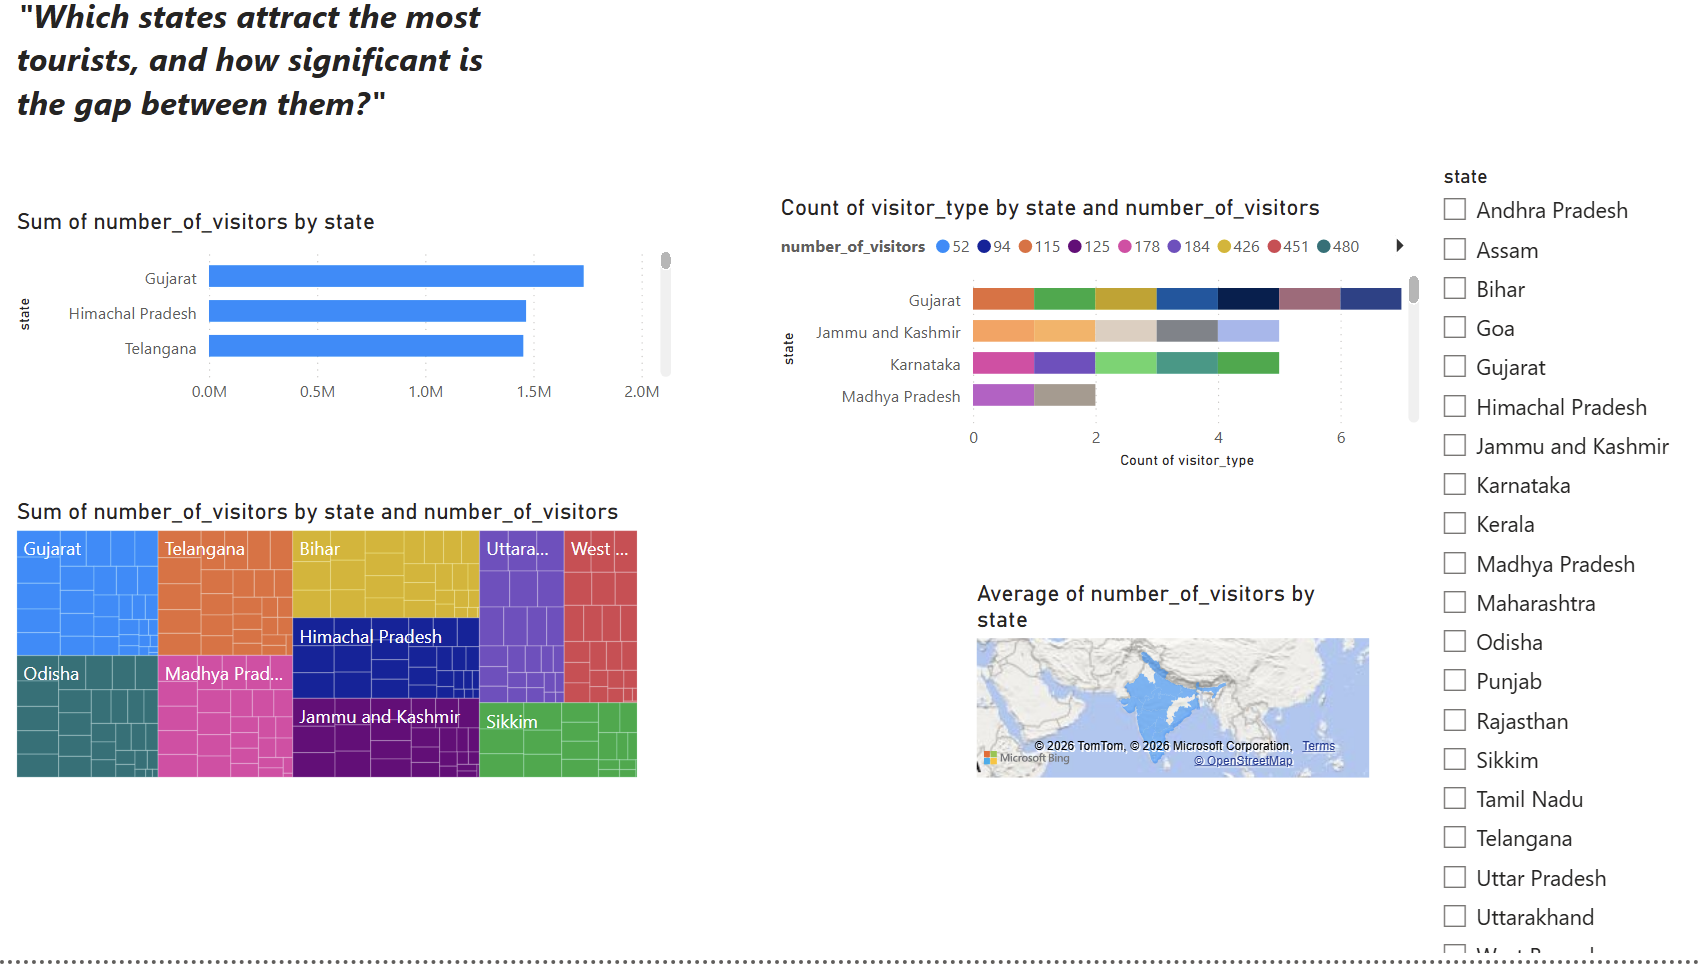 "Which states attract the most
tourists, and how significant is
the gap between them?"
Sum of number_of_visitors by state
state
Gujarat
Himachal Pradesh
Telangana
0.0M 0.5M 1.0M 1.5M 2.0M
Count of visitor_type by state and number_of_visitors
number_of_visitors 52 94 115 125 178 184 426 451 480
state
Gujarat
Jammu and Kashmir
Karnataka
Madhya Pradesh
0 2 4 6
Count of visitor_type
Sum of number_of_visitors by state and number_of_visitors
Gujarat Telangana Bihar Uttara... West ...
Himachal Pradesh
Odisha Madhya Prad...
Jammu and Kashmir Sikkim
Average of number_of_visitors by
state
© 2026 TomTom, © 2026 Microsoft Corporation, Terms
Microsoft Bing © OpenStreetMap
state
Andhra Pradesh
Assam
Bihar
Goa
Gujarat
Himachal Pradesh
Jammu and Kashmir
Karnataka
Kerala
Madhya Pradesh
Maharashtra
Odisha
Punjab
Rajasthan
Sikkim
Tamil Nadu
Telangana
Uttar Pradesh
Uttarakhand